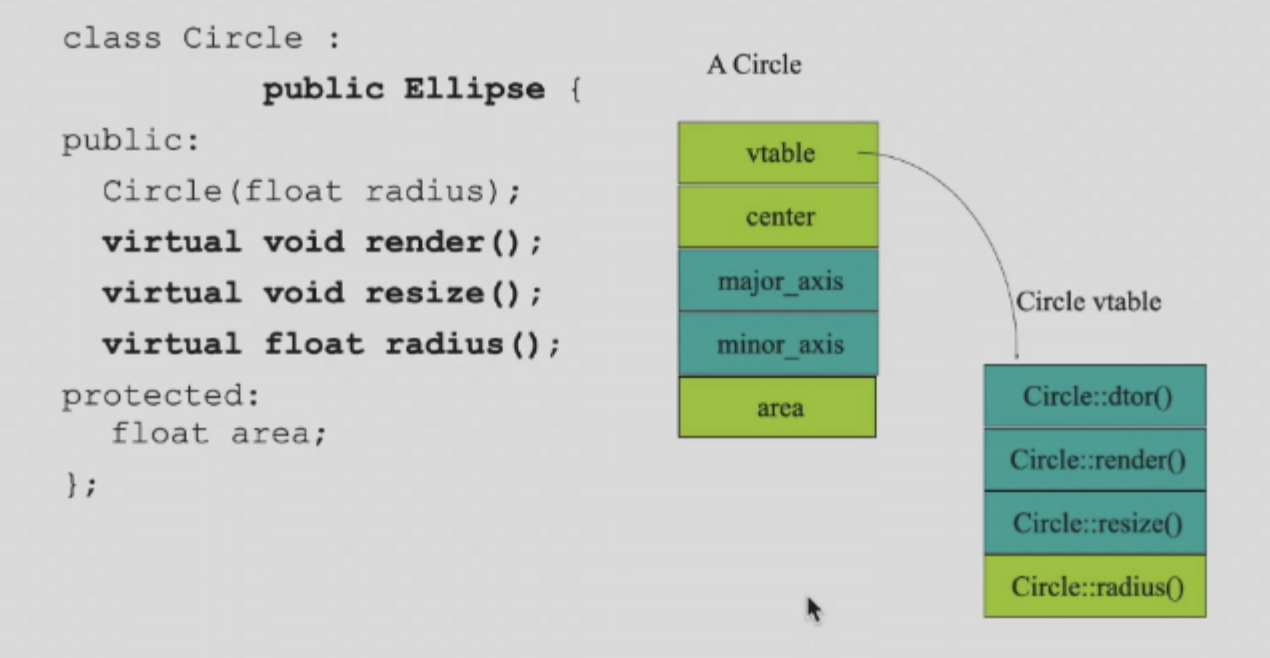 class Circle :
public Ellipse {
public:
Circle(float radius);
virtual void render();
virtual void resize();
virtual float radius();
protected:
float area;
};
A Circle
vtable
center
major_axis
minor_axis
area
Circle vtable
Circle::dtor()
Circle::render()
Circle::resize()
Circle::radius()